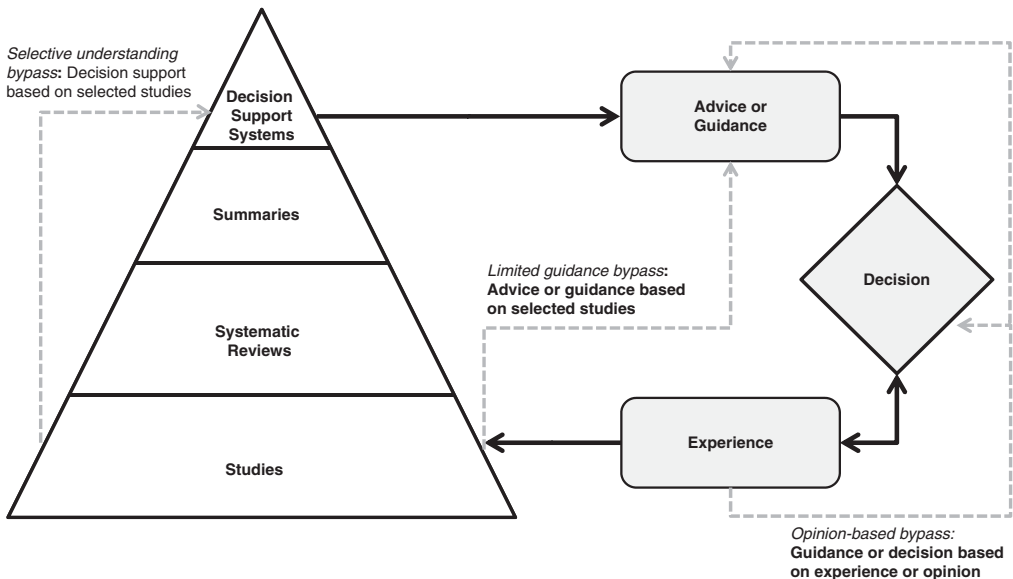 Selective understanding
bypass: Decision support
based on selected studies
Decision
Support
Systems
Summaries
Systematic
Reviews
Studies
Advice or
Guidance
Limited guidance bypass:
Advice or guidance based
on selected studies
Decision
Experience
Opinion-based bypass:
Guidance or decision based
on experience or opinion